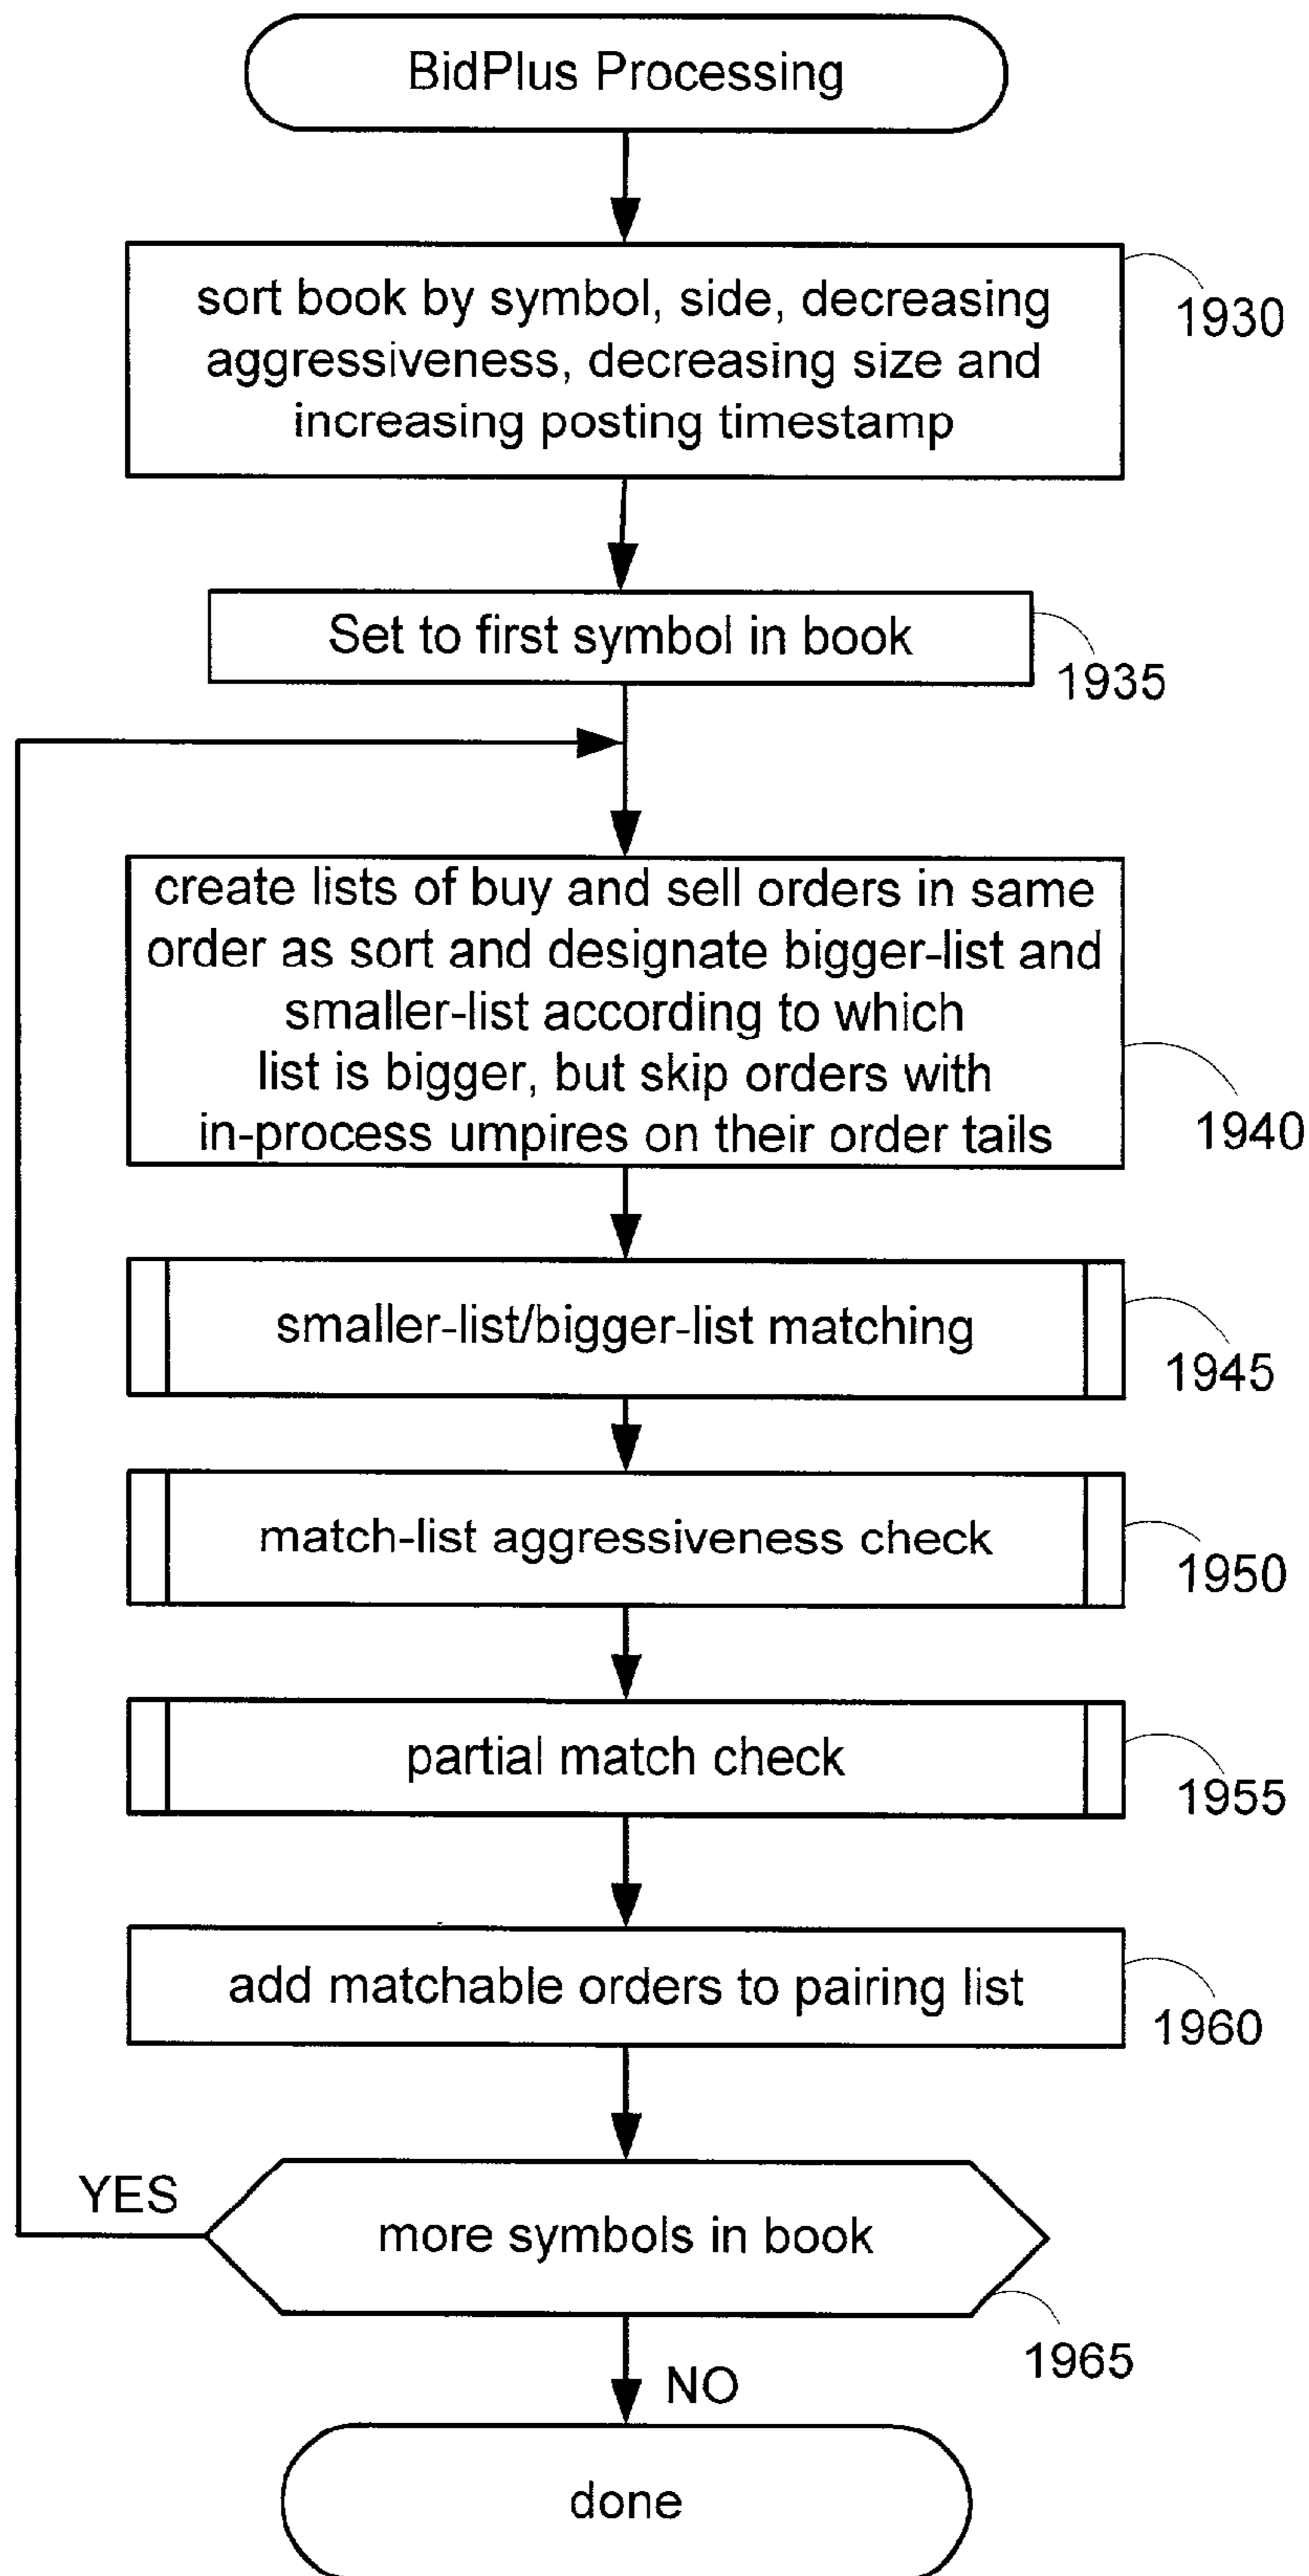 BidPlus Processing
sort book by symbol, side, decreasing
aggressiveness, decreasing size and
increasing posting timestamp
1930
Set to first symbol in book
1935
create lists of buy and sell orders in same
order as sort and designate bigger-list and
smaller-list according to which
list is bigger, but skip orders with
in-process umpires on their order tails
1940
smaller-list/bigger-list matching
1945
match-list aggressiveness check
1950
partial match check
1955
add matchable orders to pairing list
1960
YES
more symbols in book
1965
NO
done